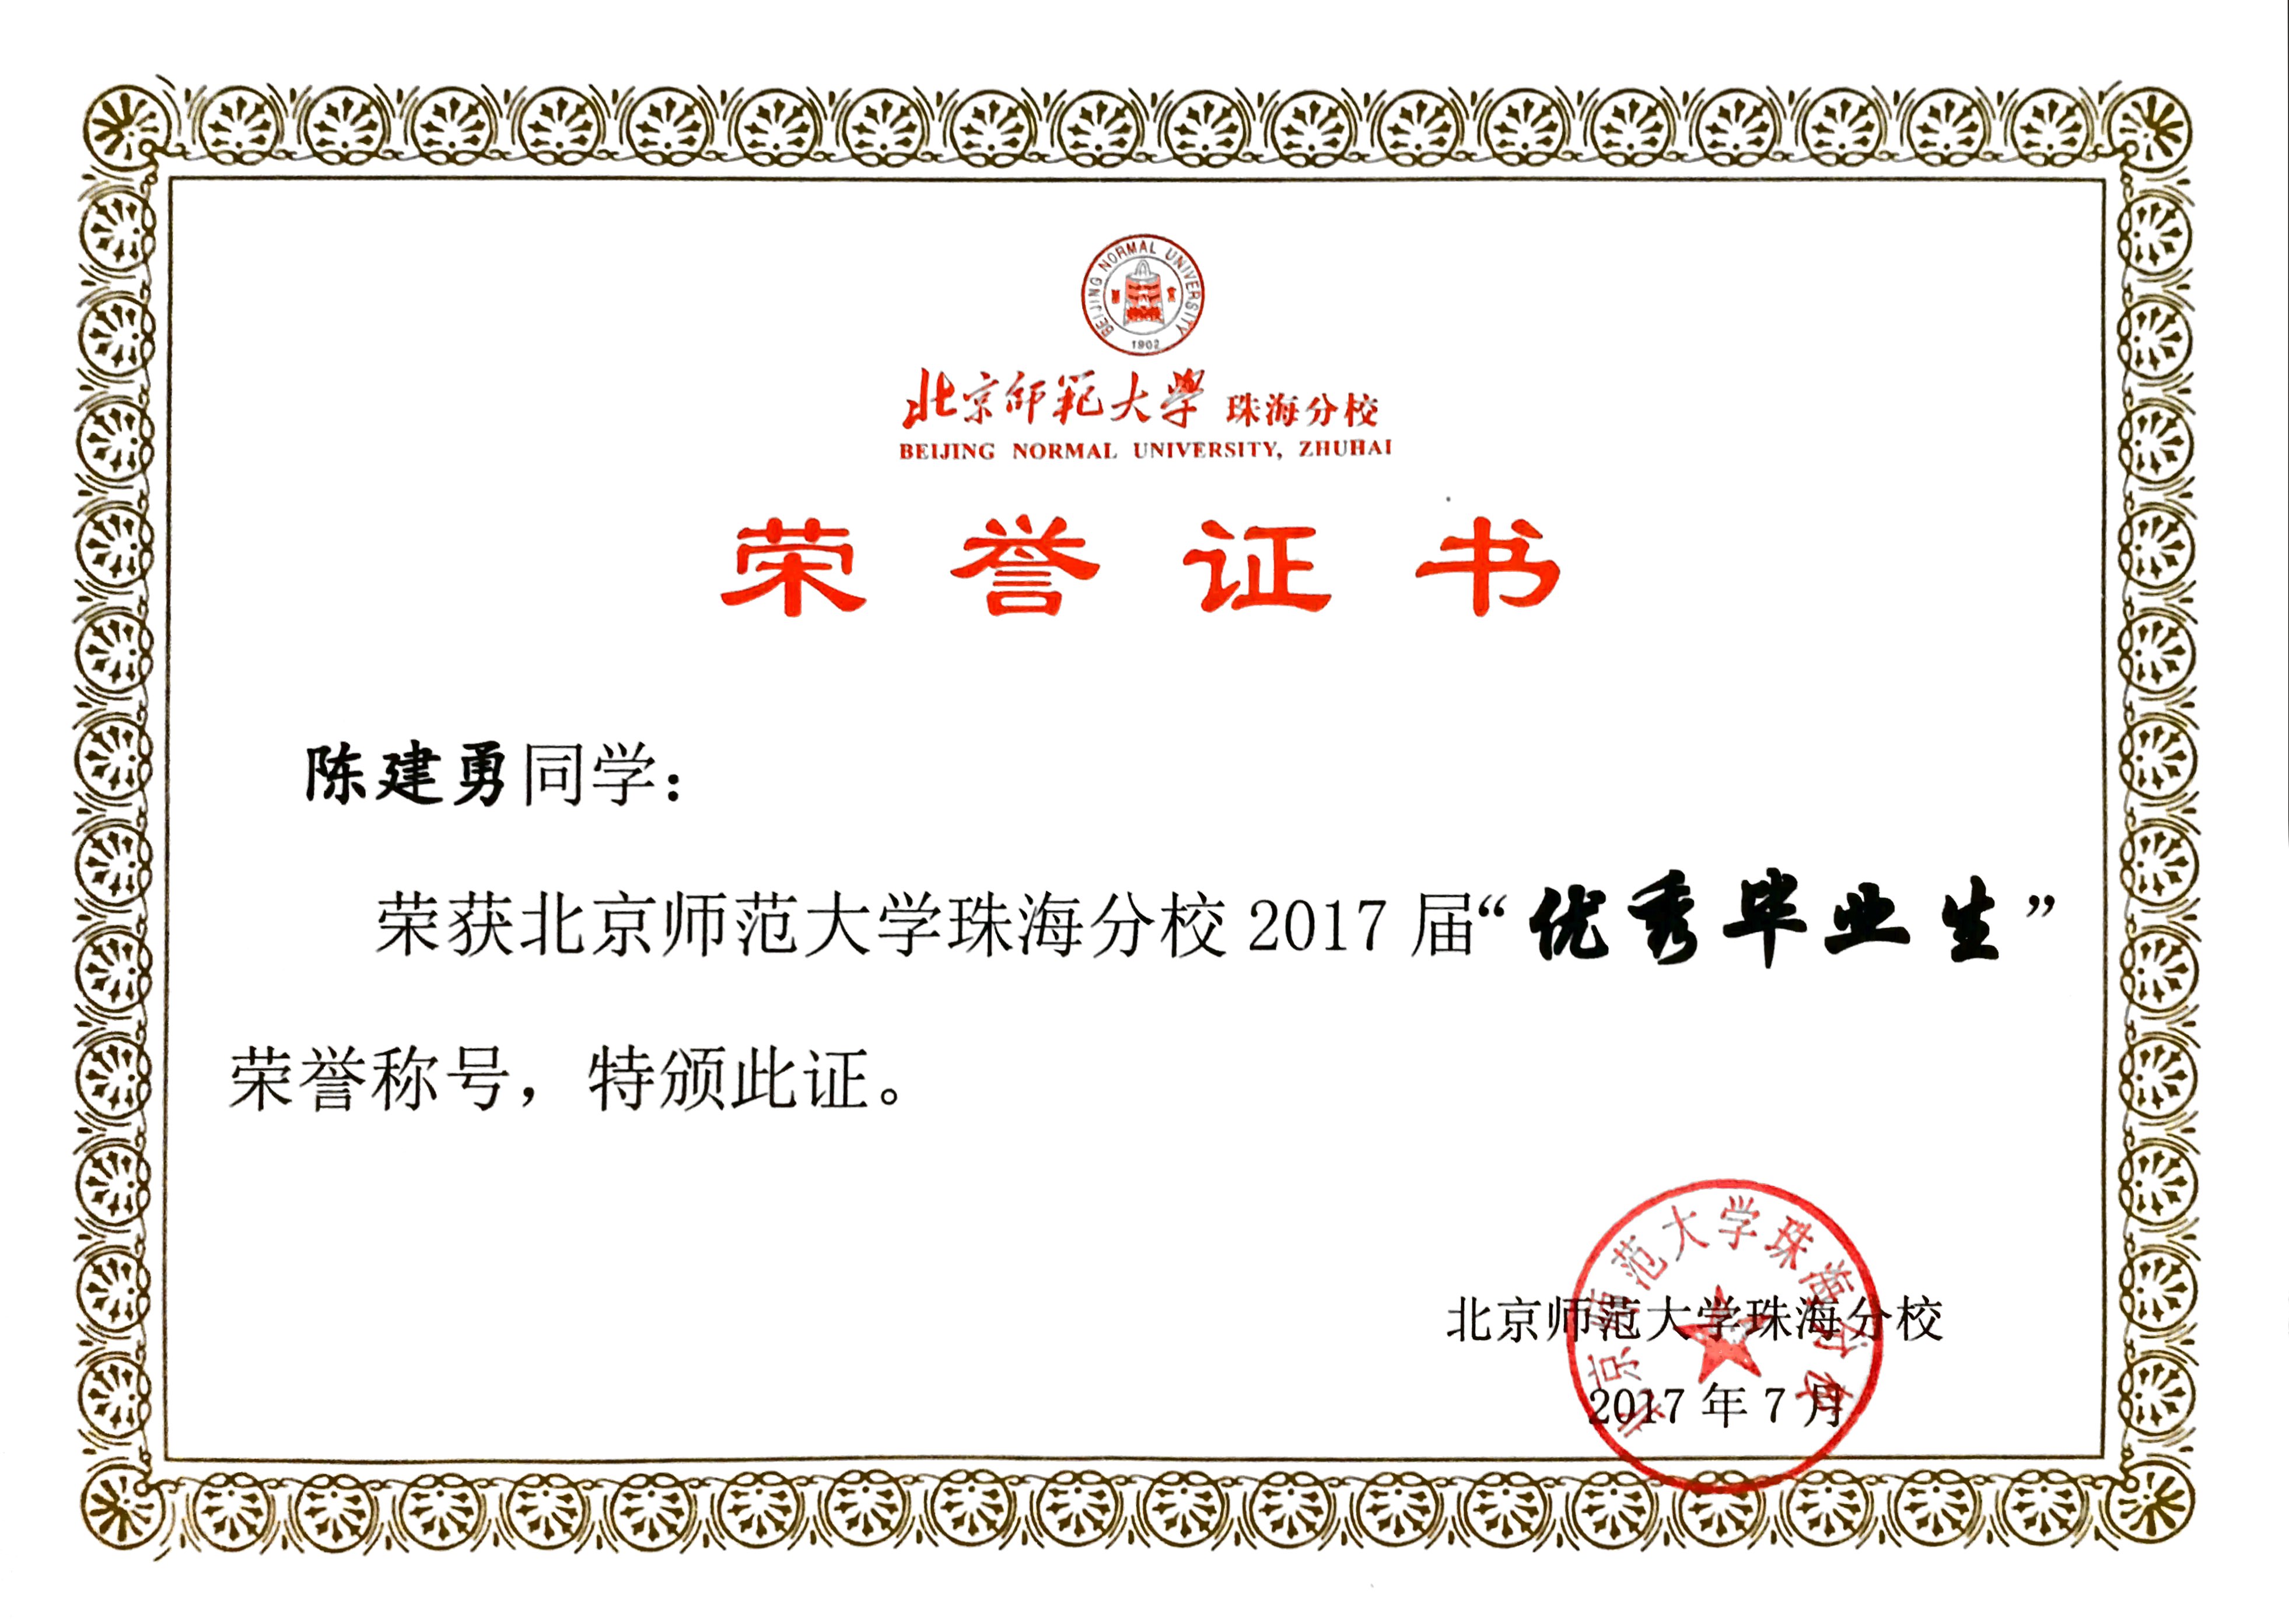 BEIJING NORMAL UNIVERSITY
1902
北京师範大学 珠海分校
BEIJING NORMAL UNIVERSITY, ZHUHAI
荣誉证书
陈建勇同学：
荣获北京师范大学珠海分校 2017 届“优秀毕业生”
荣誉称号，特颁此证。
北京师范大学珠海分校
北京师范大学珠海分校
2017 年 7 月